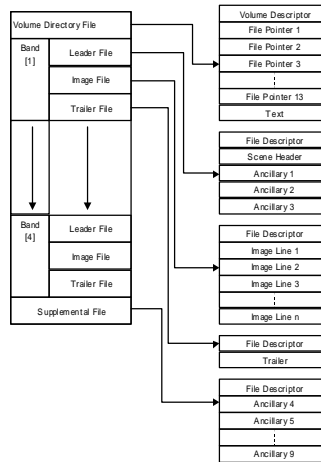 Volume Directory File
Band
[1]
Leader File
Image File
Trailer File
Band
[4]
Leader File
Image File
Trailer File
Supplemental File
Volume Descriptor
File Pointer 1
File Pointer 2
File Pointer 3
File Pointer 13
Text
File Descriptor
Scene Header
Ancillary 1
Ancillary 2
Ancillary 3
File Descriptor
Image Line 1
Image Line 2
Image Line 3
Image Line n
File Descriptor
Trailer
File Descriptor
Ancillary 4
Ancillary 5
Ancillary 9